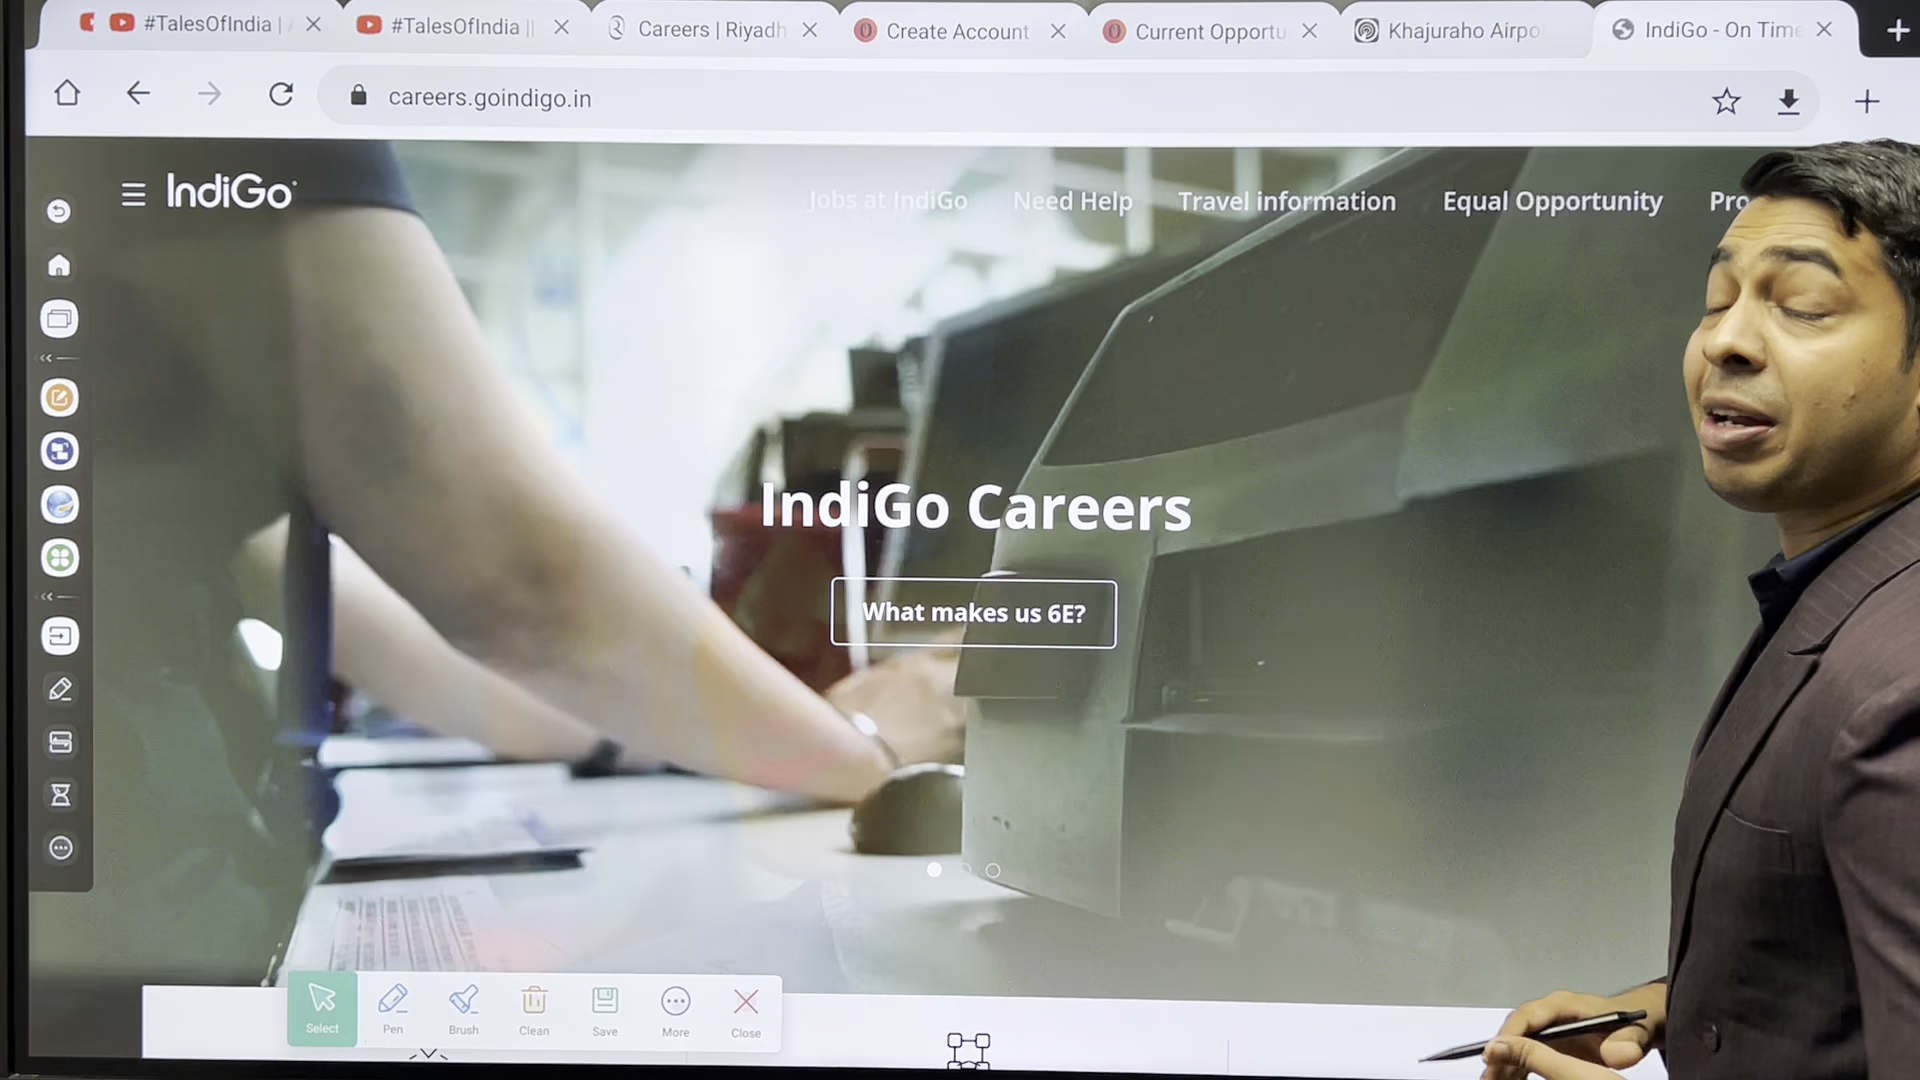 #TalesOfIndia |
#TalesOfIndia ||
Careers | Riyadh
Create Account
Current Opportu
Khajuraho Airpo
IndiGo - On Time
careers.goindigo.in
IndiGo
Jobs at IndiGo
Need Help
Travel information
Equal Opportunity
Pro
IndiGo Careers
What makes us 6E?
Select
Pen
Brush
Clean
Save
More
Close